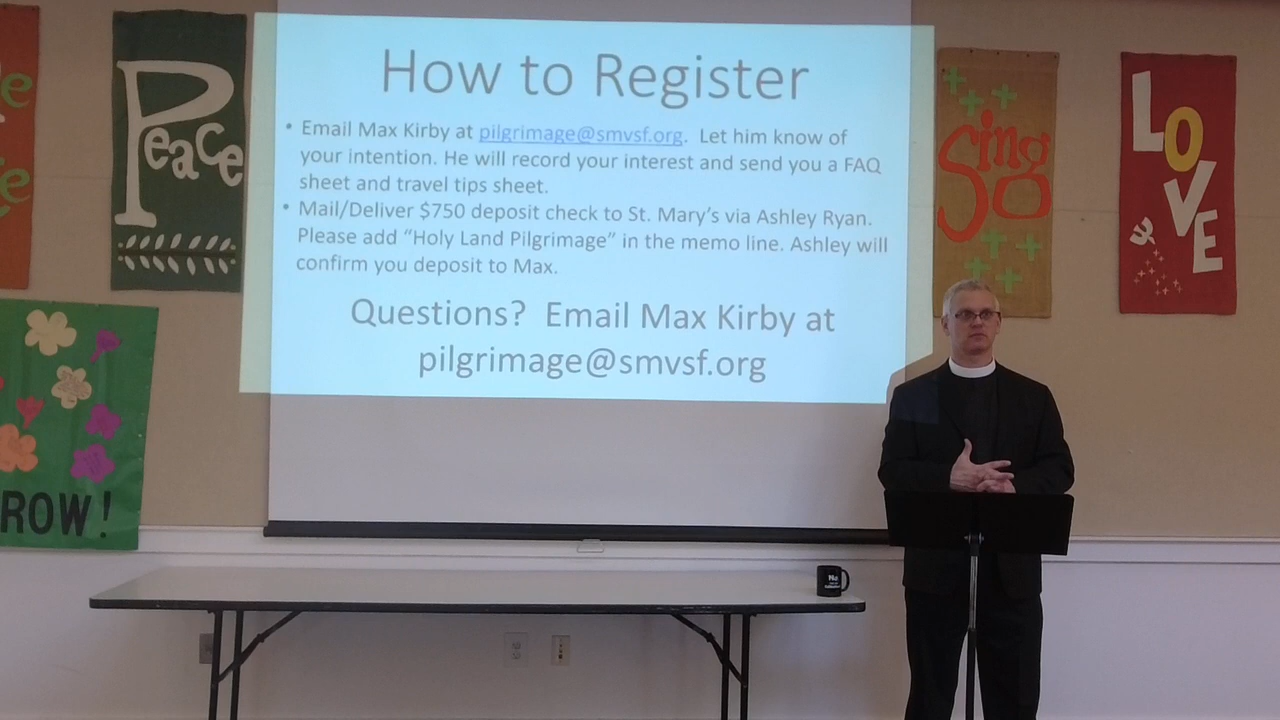 How to Register
• Email Max Kirby at pilgrimage@smvsf.org. Let him know of
your intention. He will record your interest and send you a FAQ
sheet and travel tips sheet.
• Mail/Deliver $750 deposit check to St. Mary's via Ashley Ryan.
Please add "Holy Land Pilgrimage" in the memo line. Ashley will
confirm you deposit to Max.
Questions? Email Max Kirby at
pilgrimage@smvsf.org
Peace
Sing
LOVE
ROW!